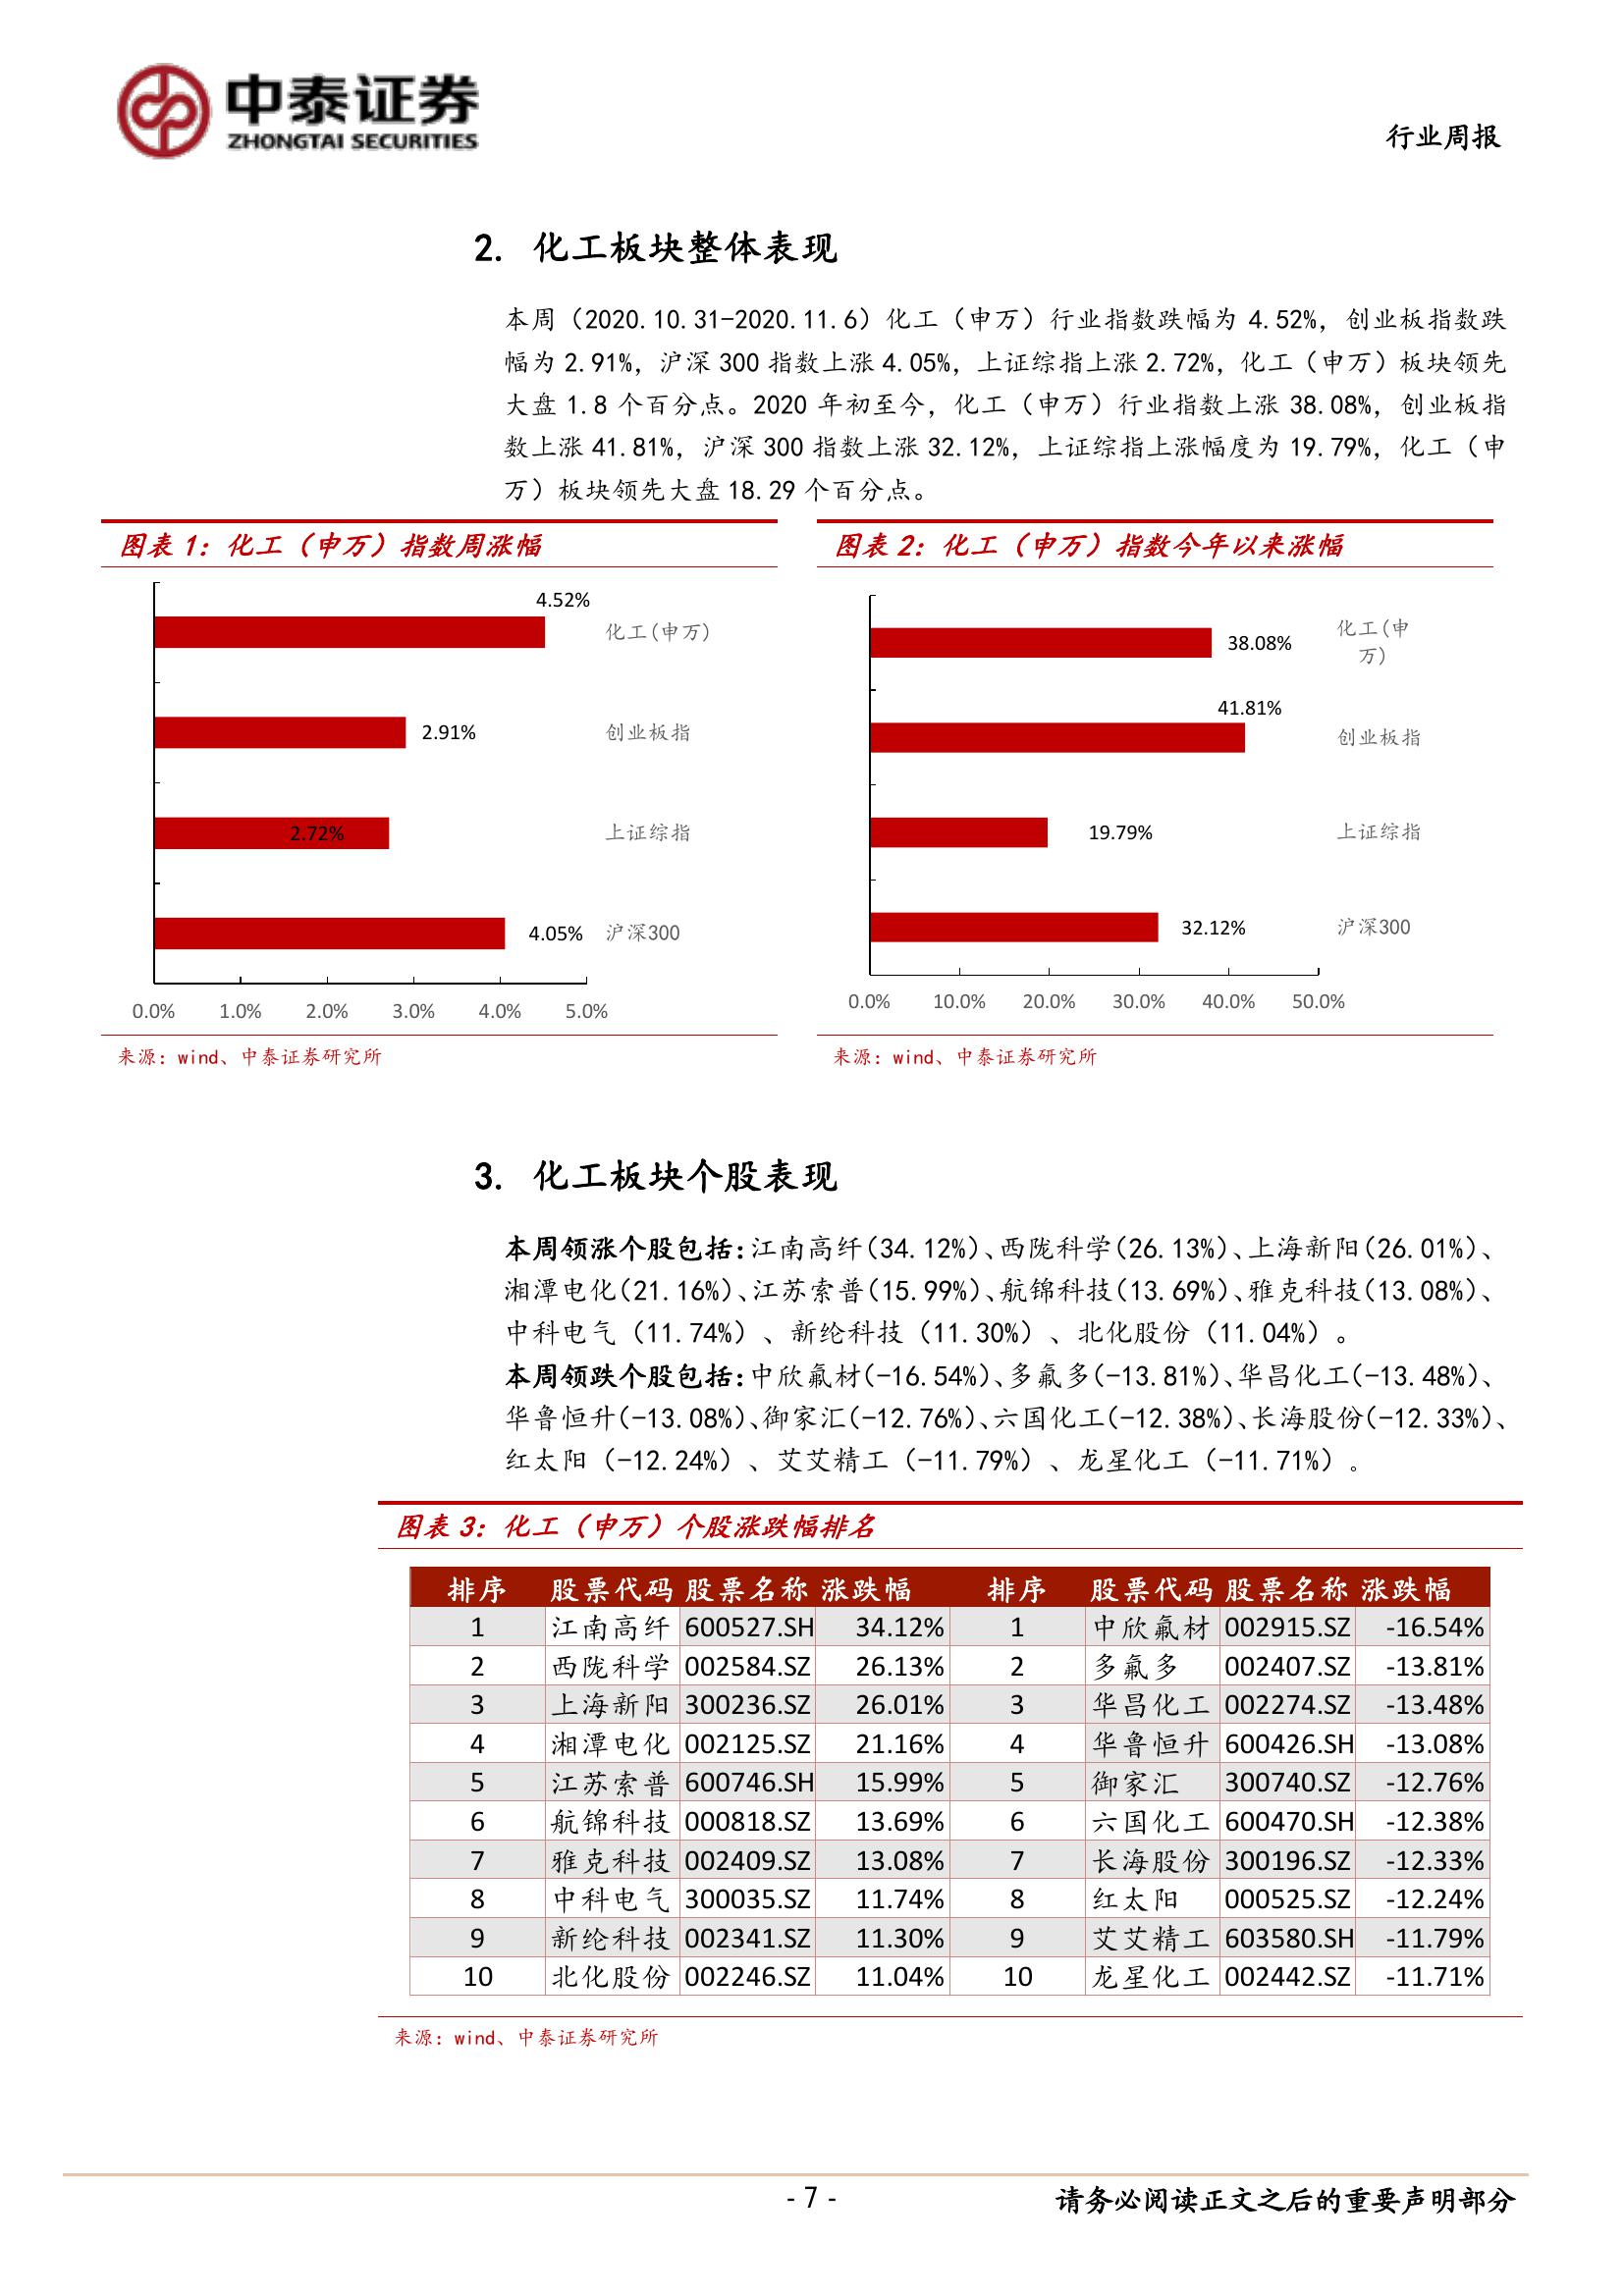 中泰证券
ZHONGTAI SECURITIES
行业周报
2. 化工板块整体表现
本周（2020.10.31-2020.11.6）化工（申万）行业指数跌幅为 4.52%，创业板指数跌
幅为 2.91%，沪深 300 指数上涨 4.05%，上证综指上涨 2.72%，化工（申万）板块领先
大盘 1.8 个百分点。2020 年初至今，化工（申万）行业指数上涨 38.08%，创业板指
数上涨 41.81%，沪深 300 指数上涨 32.12%，上证综指上涨幅度为 19.79%，化工（申
万）板块领先大盘 18.29 个百分点。
图表 1：化工（申万）指数周涨幅
4.52%
化工(申万)
2.91%
创业板指
2.72%
上证综指
4.05%
沪深300
0.0% 1.0% 2.0% 3.0% 4.0% 5.0%
来源：wind、中泰证券研究所
图表 2：化工（申万）指数今年以来涨幅
38.08%
化工(申
万)
41.81%
创业板指
19.79%
上证综指
32.12%
沪深300
0.0% 10.0% 20.0% 30.0% 40.0% 50.0%
来源：wind、中泰证券研究所
3. 化工板块个股表现
本周领涨个股包括：江南高纤(34.12%)、西陇科学(26.13%)、上海新阳(26.01%)、
湘潭电化(21.16%)、江苏索普(15.99%)、航锦科技(13.69%)、雅克科技(13.08%)、
中科电气（11.74%）、新纶科技（11.30%）、北化股份（11.04%）。
本周领跌个股包括：中欣氟材(-16.54%)、多氟多(-13.81%)、华昌化工(-13.48%)、
华鲁恒升(-13.08%)、御家汇(-12.76%)、六国化工(-12.38%)、长海股份(-12.33%)、
红太阳（-12.24%）、艾艾精工（-11.79%）、龙星化工（-11.71%）。
图表 3：化工（申万）个股涨跌幅排名
排序 股票代码 股票名称 涨跌幅 排序 股票代码 股票名称 涨跌幅
1 江南高纤 600527.SH 34.12% 1 中欣氟材 002915.SZ -16.54%
2 西陇科学 002584.SZ 26.13% 2 多氟多 002407.SZ -13.81%
3 上海新阳 300236.SZ 26.01% 3 华昌化工 002274.SZ -13.48%
4 湘潭电化 002125.SZ 21.16% 4 华鲁恒升 600426.SH -13.08%
5 江苏索普 600746.SH 15.99% 5 御家汇 300740.SZ -12.76%
6 航锦科技 000818.SZ 13.69% 6 六国化工 600470.SH -12.38%
7 雅克科技 002409.SZ 13.08% 7 长海股份 300196.SZ -12.33%
8 中科电气 300035.SZ 11.74% 8 红太阳 000525.SZ -12.24%
9 新纶科技 002341.SZ 11.30% 9 艾艾精工 603580.SH -11.79%
10 北化股份 002246.SZ 11.04% 10 龙星化工 002442.SZ -11.71%
来源：wind、中泰证券研究所
- 7 -
请务必阅读正文之后的重要声明部分